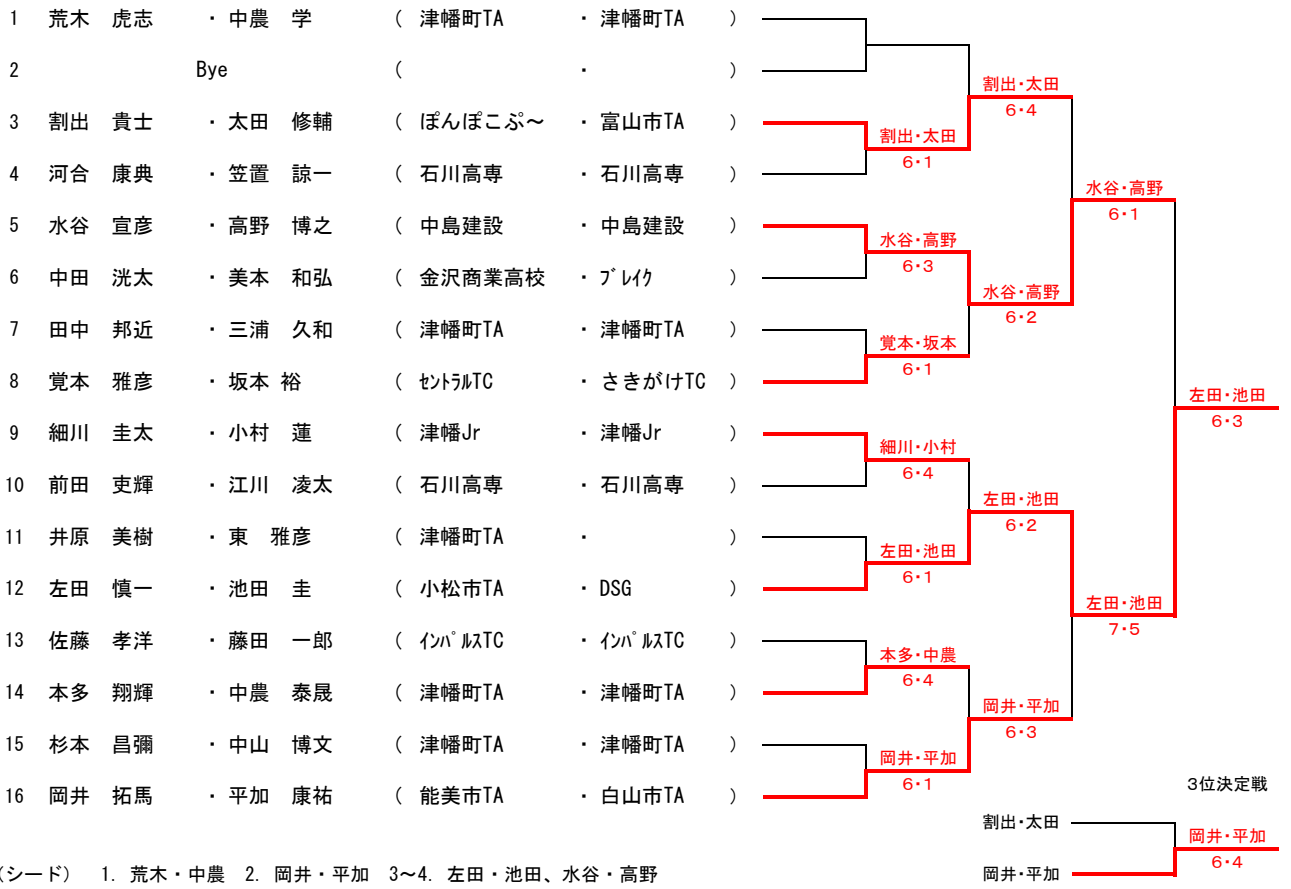 1 荒木 虎志 ・ 中農 学 ( 津幡町TA ・ 津幡町TA )
2 Bye ( ・ )
割出・太田
6・4
3 割出 貴士 ・ 太田 修輔 ( ぽんぽこぷ～ ・ 富山市TA )
割出・太田
6・1
4 河合 康典 ・ 笠置 諒一 ( 石川高専 ・ 石川高専 )
水谷・高野
6・1
5 水谷 宣彦 ・ 高野 博之 ( 中島建設 ・ 中島建設 )
水谷・高野
6・3
6 中田 洸太 ・ 美本 和弘 ( 金沢商業高校 ・ ﾌﾞﾚｲｸ )
水谷・高野
6・2
7 田中 邦近 ・ 三浦 久和 ( 津幡町TA ・ 津幡町TA )
覚本・坂本
6・1
8 覚本 雅彦 ・ 坂本 裕 ( ｾﾝﾄﾗﾙTC ・ さきがけTC )
左田・池田
6・3
9 細川 圭太 ・ 小村 蓮 ( 津幡Jr ・ 津幡Jr )
細川・小村
6・4
10 前田 吏輝 ・ 江川 凌太 ( 石川高専 ・ 石川高専 )
左田・池田
6・2
11 井原 美樹 ・ 東 雅彦 ( 津幡町TA ・ )
左田・池田
6・1
12 左田 慎一 ・ 池田 圭 ( 小松市TA ・ DSG )
左田・池田
7・5
13 佐藤 孝洋 ・ 藤田 一郎 ( ｲﾝﾊﾟﾙｽTC ・ ｲﾝﾊﾟﾙｽTC )
本多・中農
6・4
14 本多 翔輝 ・ 中農 泰晟 ( 津幡町TA ・ 津幡町TA )
岡井・平加
6・3
15 杉本 昌彌 ・ 中山 博文 ( 津幡町TA ・ 津幡町TA )
岡井・平加
6・1
16 岡井 拓馬 ・ 平加 康祐 ( 能美市TA ・ 白山市TA )
3位決定戦
割出・太田
岡井・平加
6・4
岡井・平加
(シード) 1. 荒木・中農 2. 岡井・平加 3～4. 左田・池田、水谷・高野